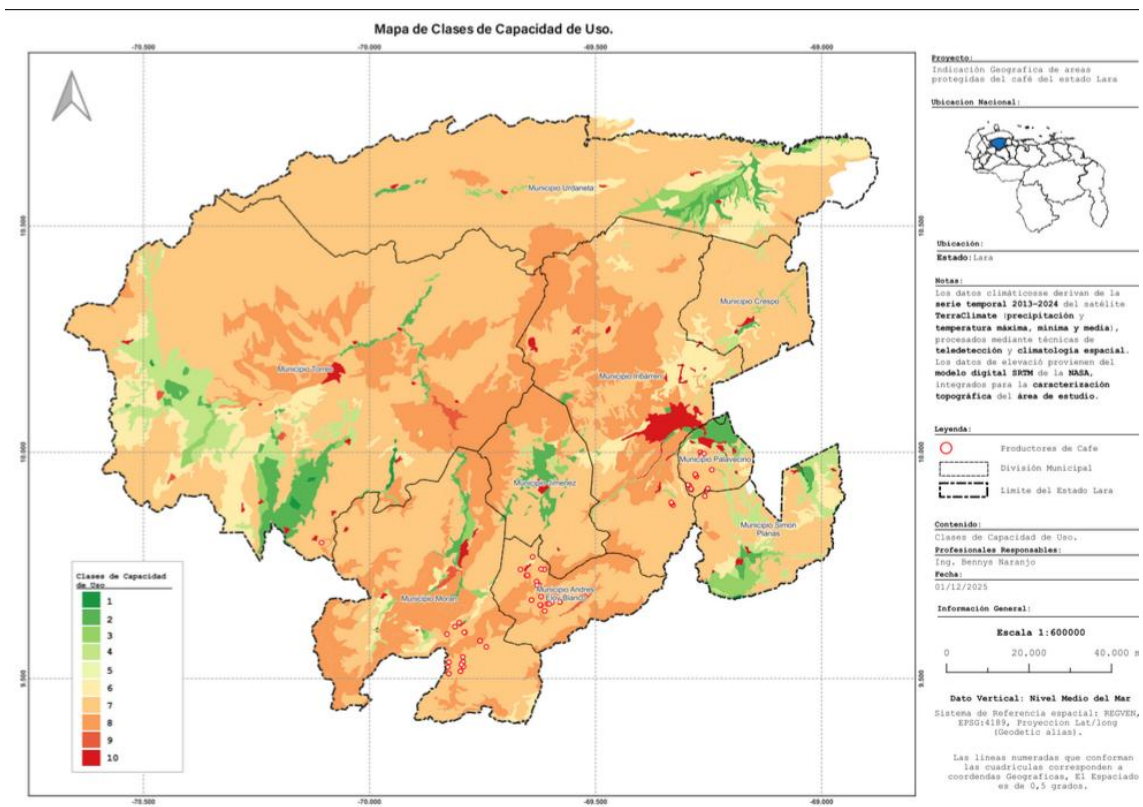 Mapa de Clases de Capacidad de Uso.
-70.500
-70.000
-69.500
-69.000
10.500
10.000
9.500
10.500
10.000
9.500
-70.500
-70.000
-69.500
-69.000
Municipio Urdaneta
Municipio Crespo
Municipio Torres
Municipio Iribarren
Municipio Palavecino
Municipio Jimenez
Municipio Simon
Planas
Municipio Andres
Eloy Blanco
Municipio Moran
Clases de Capacidad
de Uso
1
2
3
4
5
6
7
8
9
10
Proyecto:
Indicación Geografica de areas
protegidas del café del estado Lara
Ubicacion Nacional:
Ubicación:
Estado: Lara
Notas:
Los datos climáticosse derivan de la
serie temporal 2013-2024 del satélite
TerraClimate (precipitación y
temperatura máxima, mínima y media),
procesados mediante técnicas de
teledetección y climatología espacial.
Los datos de elevació provienen del
modelo digital SRTM de la NASA,
integrados para la caracterización
topográfica del área de estudio.
Leyenda:
Productores de Cafe
División Municipal
Limite del Estado Lara
Contenido:
Clases de Capacidad de Uso.
Profesionales Responsables:
Ing. Bennys Naranjo
Fecha:
01/12/2025
Información General:
Escala 1:600000
0 20.000 40.000 m
Dato Vertical: Nivel Medio del Mar
Sistema de Referencia espacial: REGVEN,
EPSG:4189, Proyeccion Lat/long
(Geodetic alias).
Las lineas numeradas que conforman
las cuadriculas corresponden a
coordendas Geograficas, El Espaciado
es de 0,5 grados.